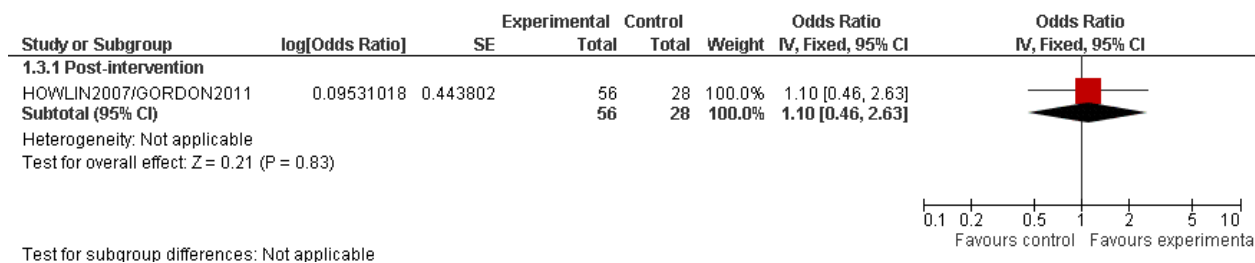 Experimental Control Odds Ratio Odds Ratio
Study or Subgroup log[Odds Ratio] SE Total Total Weight IV, Fixed, 95% CI IV, Fixed, 95% CI
1.3.1 Post-intervention
HOWLIN2007/GORDON2011 0.09531018 0.443802 56 28 100.0% 1.10 [0.46, 2.63]
Subtotal (95% CI) 56 28 100.0% 1.10 [0.46, 2.63]
Heterogeneity: Not applicable
Test for overall effect: Z = 0.21 (P = 0.83)
0.1 0.2 0.5 1 2 5 10
Favours control Favours experimenta
Test for subgroup differences: Not applicable